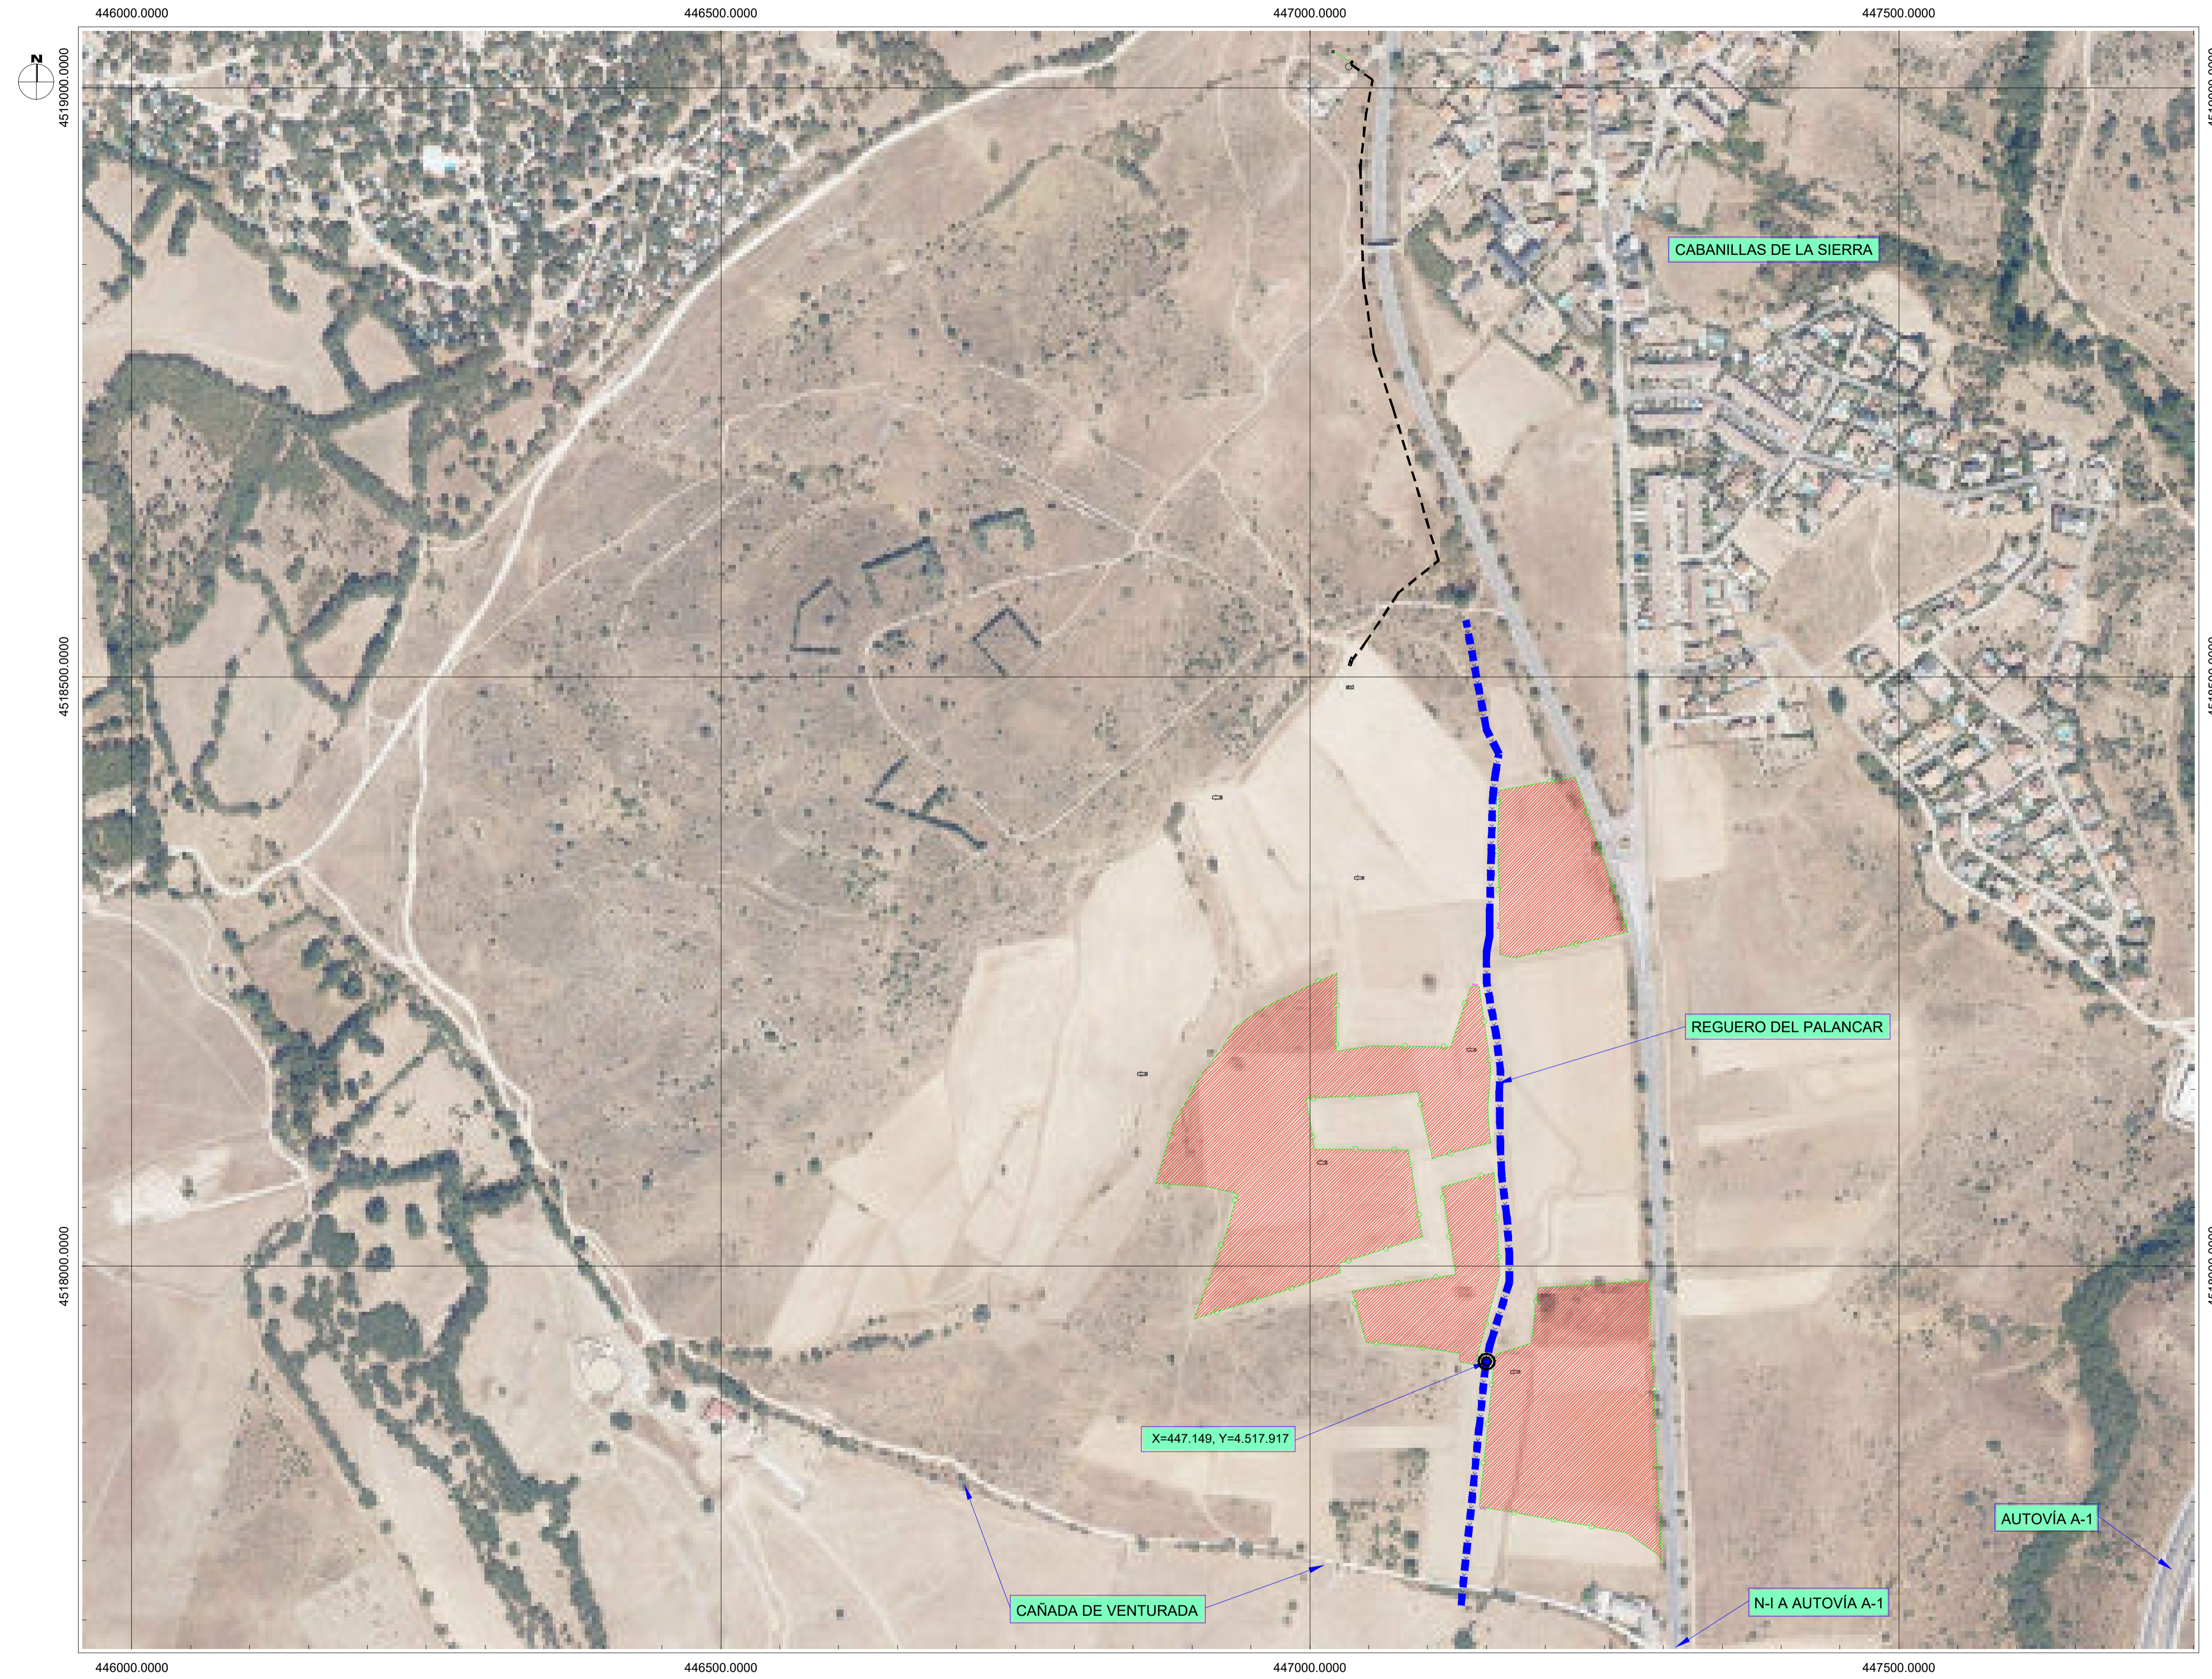 446000.0000
446500.0000
447000.0000
447500.0000
N
4519000.0000
CABANILLAS DE LA SIERRA
4518500.0000
REGUERO DEL PALANCAR
4518000.0000
X=447.149, Y=4.517.917
AUTOVÍA A-1
CAÑADA DE VENTURADA
N-I A AUTOVÍA A-1
446000.0000
446500.0000
447000.0000
447500.0000